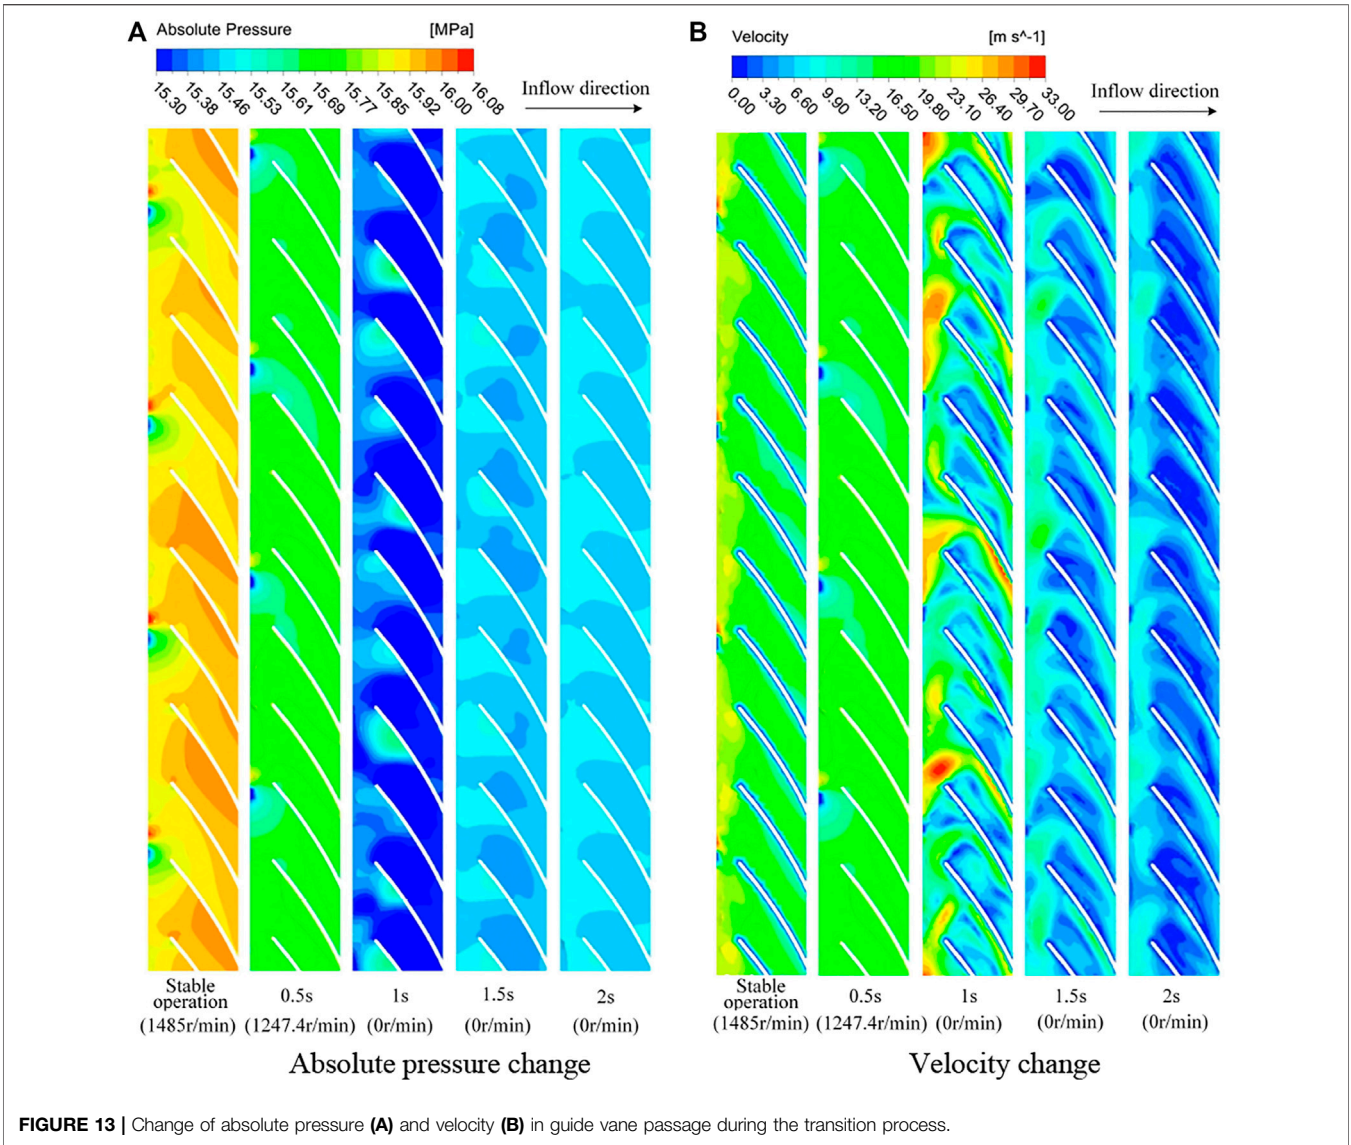 A
Absolute Pressure [MPa]
15.30 15.38 15.46 15.53 15.61 15.69 15.77 15.85 15.92 16.00 16.08
Inflow direction
Stable operation (1485r/min)
0.5s (1247.4r/min)
1s (0r/min)
1.5s (0r/min)
2s (0r/min)
Absolute pressure change
B
Velocity [m s^-1]
0.00 3.30 6.60 9.90 13.20 16.50 19.80 23.10 26.40 29.70 33.00
Inflow direction
Stable operation (1485r/min)
0.5s (1247.4r/min)
1s (0r/min)
1.5s (0r/min)
2s (0r/min)
Velocity change
FIGURE 13 | Change of absolute pressure (A) and velocity (B) in guide vane passage during the transition process.